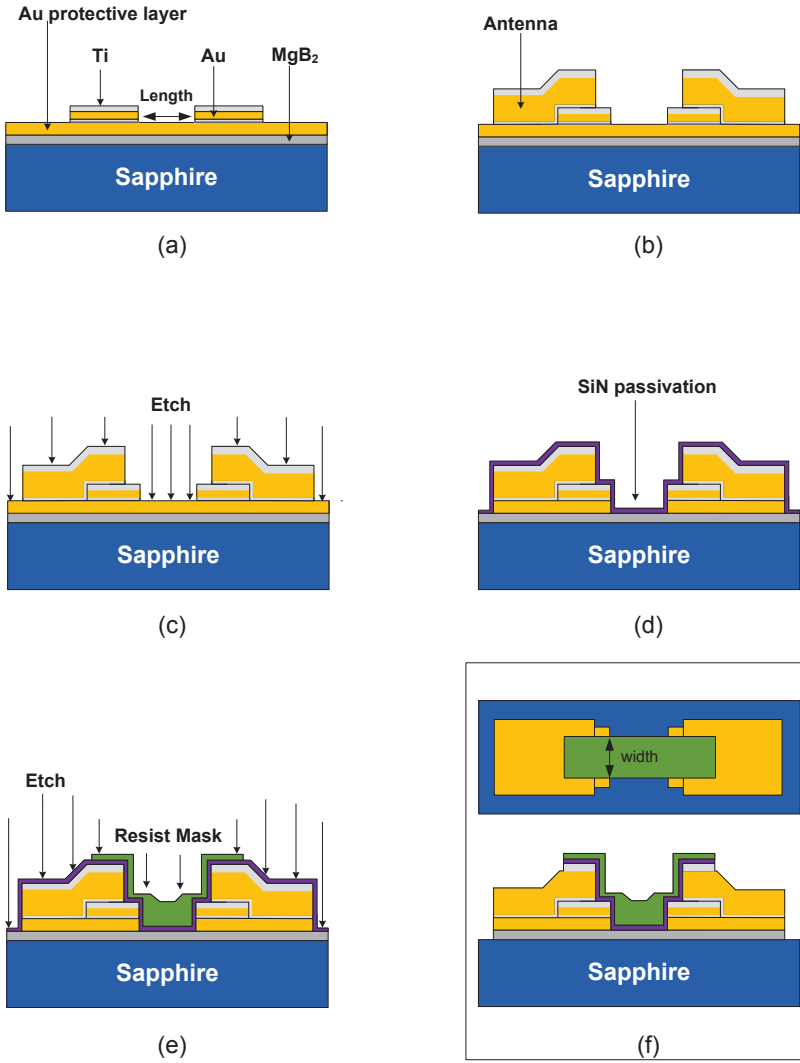 Au protective layer
Ti
Au
MgB₂
Length
Sapphire
(a)
Antenna
Sapphire
(b)
Etch
Sapphire
(c)
SiN passivation
Sapphire
(d)
Etch
Resist Mask
Sapphire
(e)
width
Sapphire
(f)